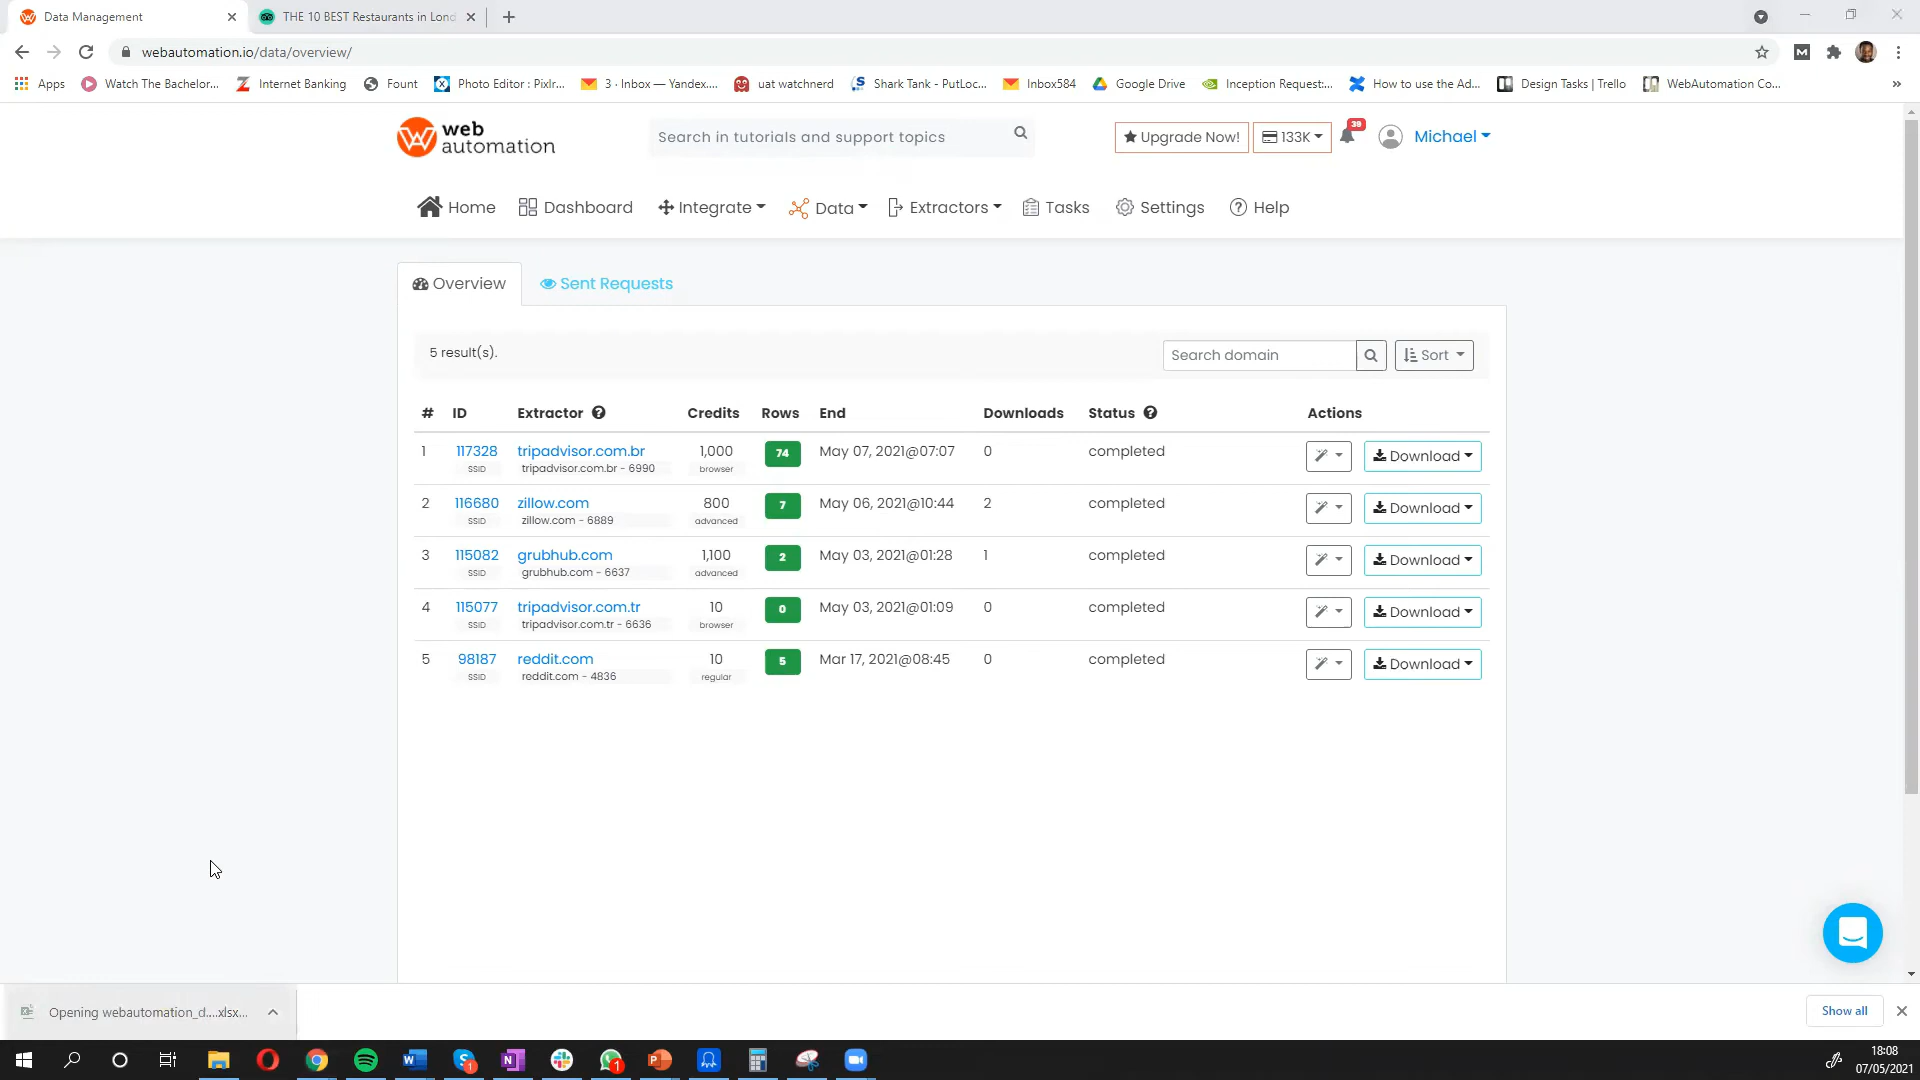 Data Management
THE 10 BEST Restaurants in Lond
webautomation.io/data/overview/
Apps
Watch The Bachelor...
Internet Banking
Fount
Photo Editor : Pixlr...
3 · Inbox — Yandex....
uat watchnerd
Shark Tank - PutLoc...
Inbox584
Google Drive
Inception Request:...
How to use the Ad...
Design Tasks | Trello
WebAutomation Co...
»
web
automation
Search in tutorials and support topics
Upgrade Now!
133K
39
Michael
Home
Dashboard
Integrate
Data
Extractors
Tasks
Settings
Help
Overview
Sent Requests
5 result(s).
Search domain
Sort
# ID Extractor Credits Rows End Downloads Status Actions
1 117328 tripadvisor.com.br 1,000 74 May 07, 2021@07:07 0 completed Download
SSID tripadvisor.com.br - 6990 browser
2 116680 zillow.com 800 7 May 06, 2021@10:44 2 completed Download
SSID zillow.com - 6889 advanced
3 115082 grubhub.com 1,100 2 May 03, 2021@01:28 1 completed Download
SSID grubhub.com - 6637 advanced
4 115077 tripadvisor.com.tr 10 0 May 03, 2021@01:09 0 completed Download
SSID tripadvisor.com.tr - 6636 browser
5 98187 reddit.com 10 5 Mar 17, 2021@08:45 0 completed Download
SSID reddit.com - 4836 regular
Opening webautomation_d....xlsx...
Show all
18:08
07/05/2021